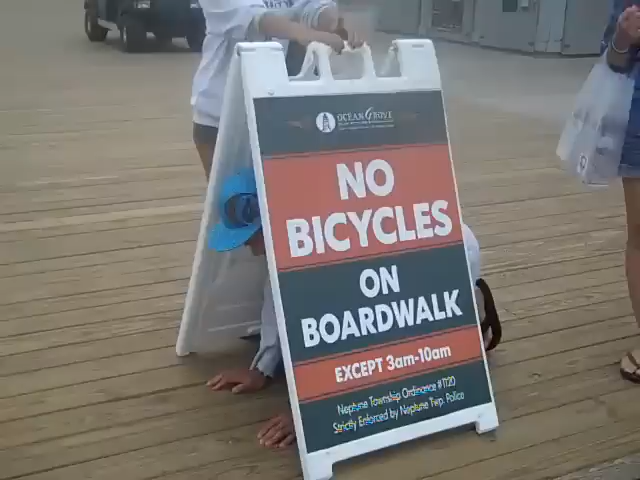 OCEAN GROVE
NO
BICYCLES
ON
BOARDWALK
EXCEPT 3am-10am
Neptune Township Ordinance #1120
Strictly Enforced by Neptune Twp. Police